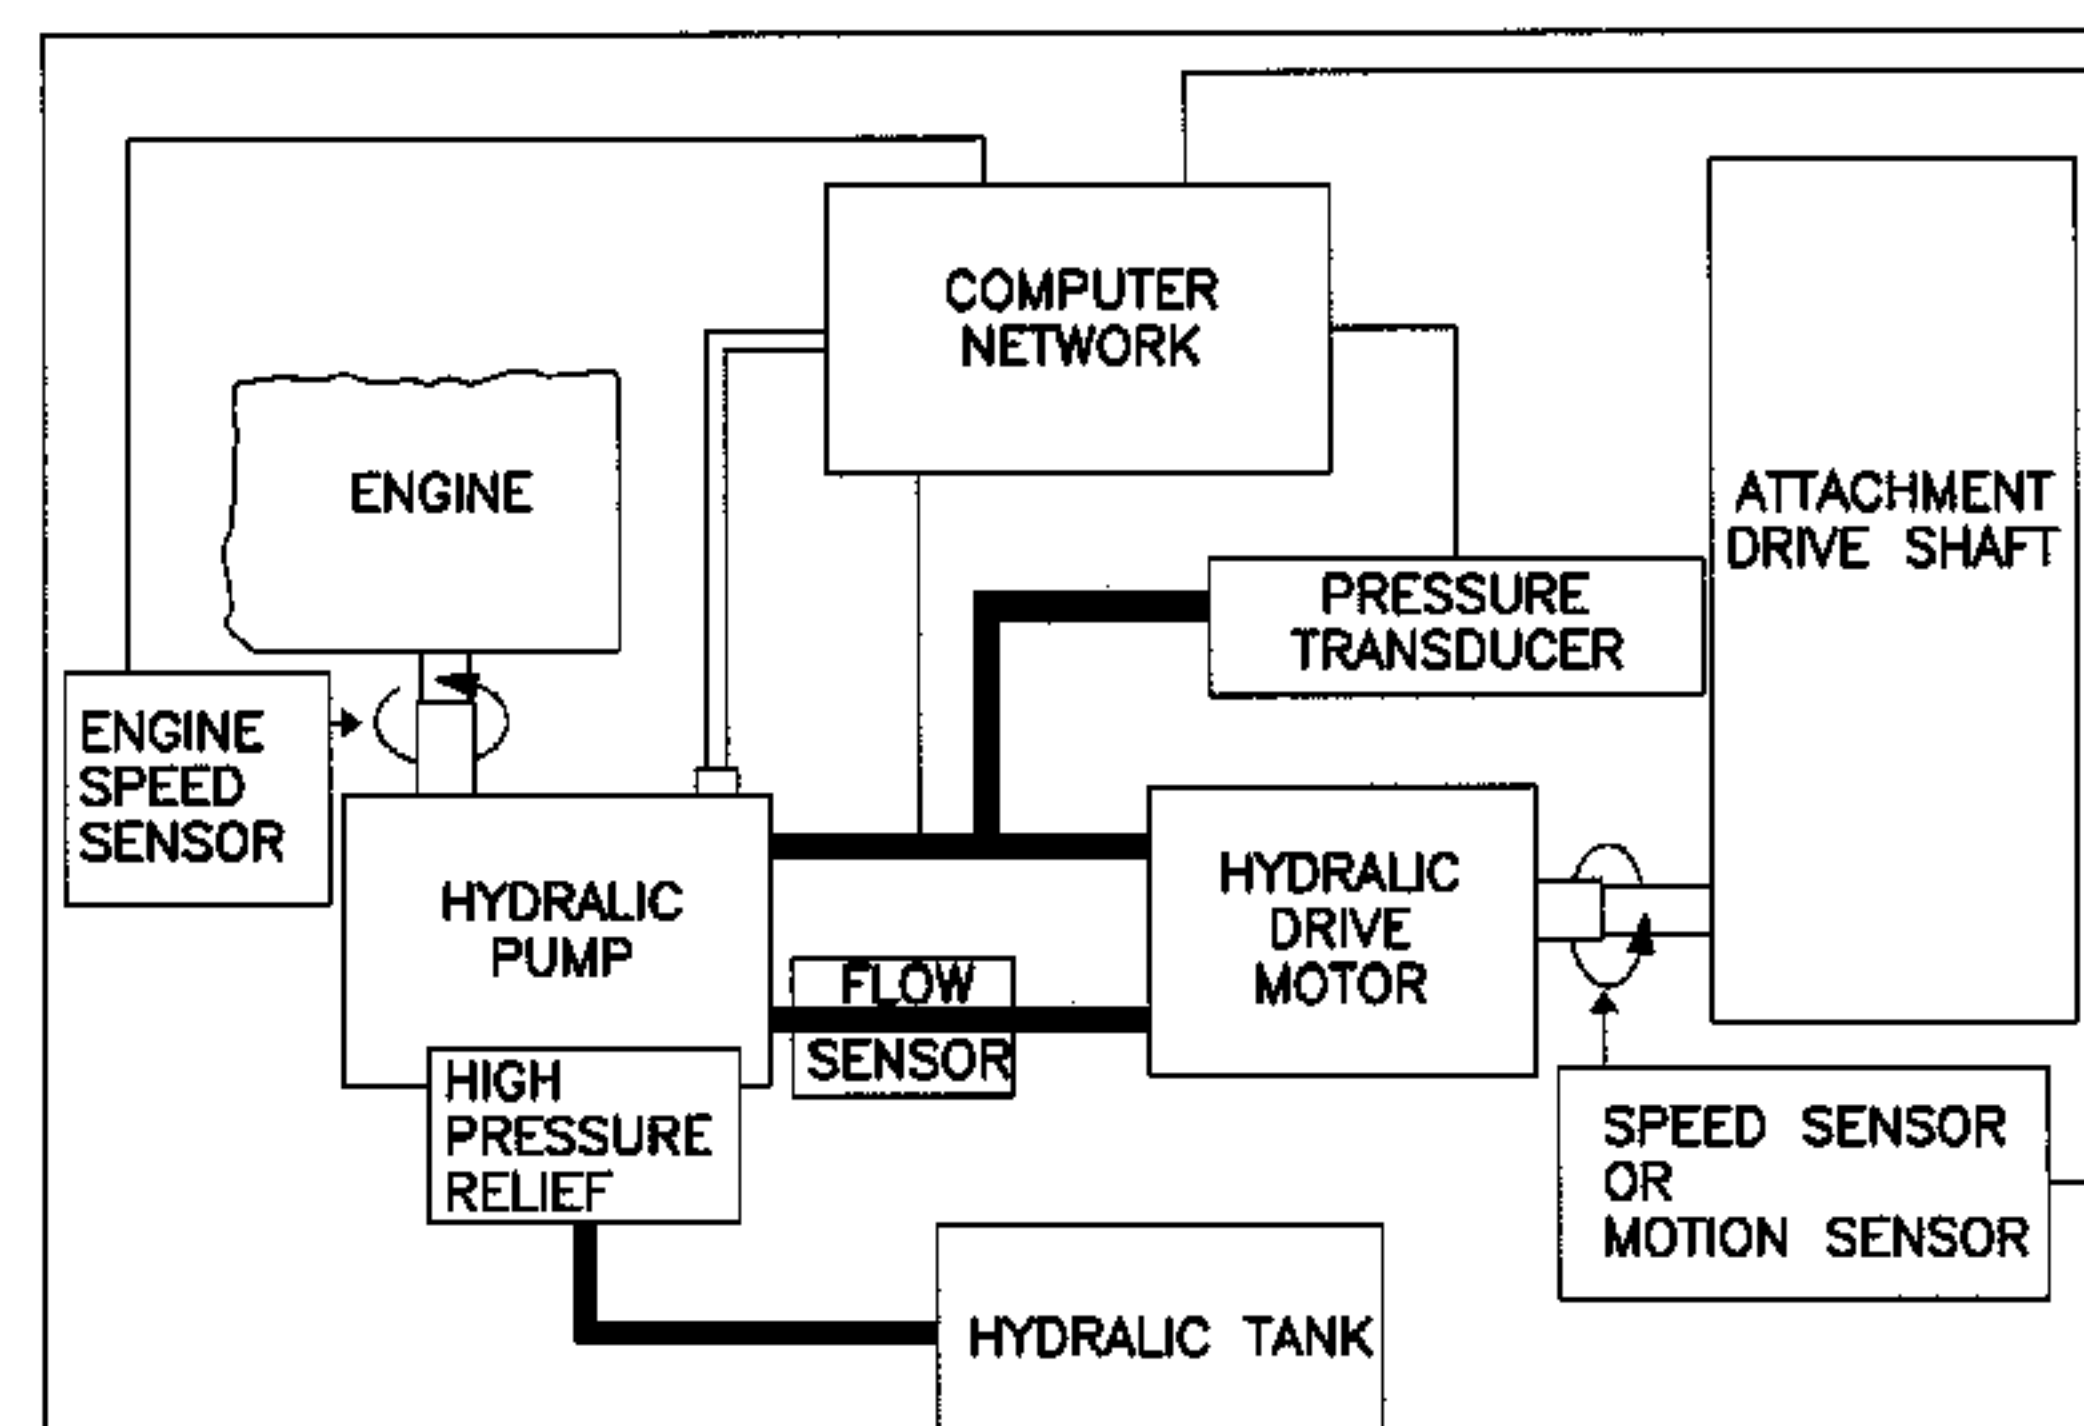 COMPUTER
NETWORK
ENGINE
ATTACHMENT
DRIVE SHAFT
PRESSURE
TRANSDUCER
ENGINE
SPEED
SENSOR
HYDRALIC
PUMP
HYDRALIC
DRIVE
MOTOR
FLOW
SENSOR
HIGH
PRESSURE
RELIEF
SPEED SENSOR
OR
MOTION SENSOR
HYDRALIC TANK